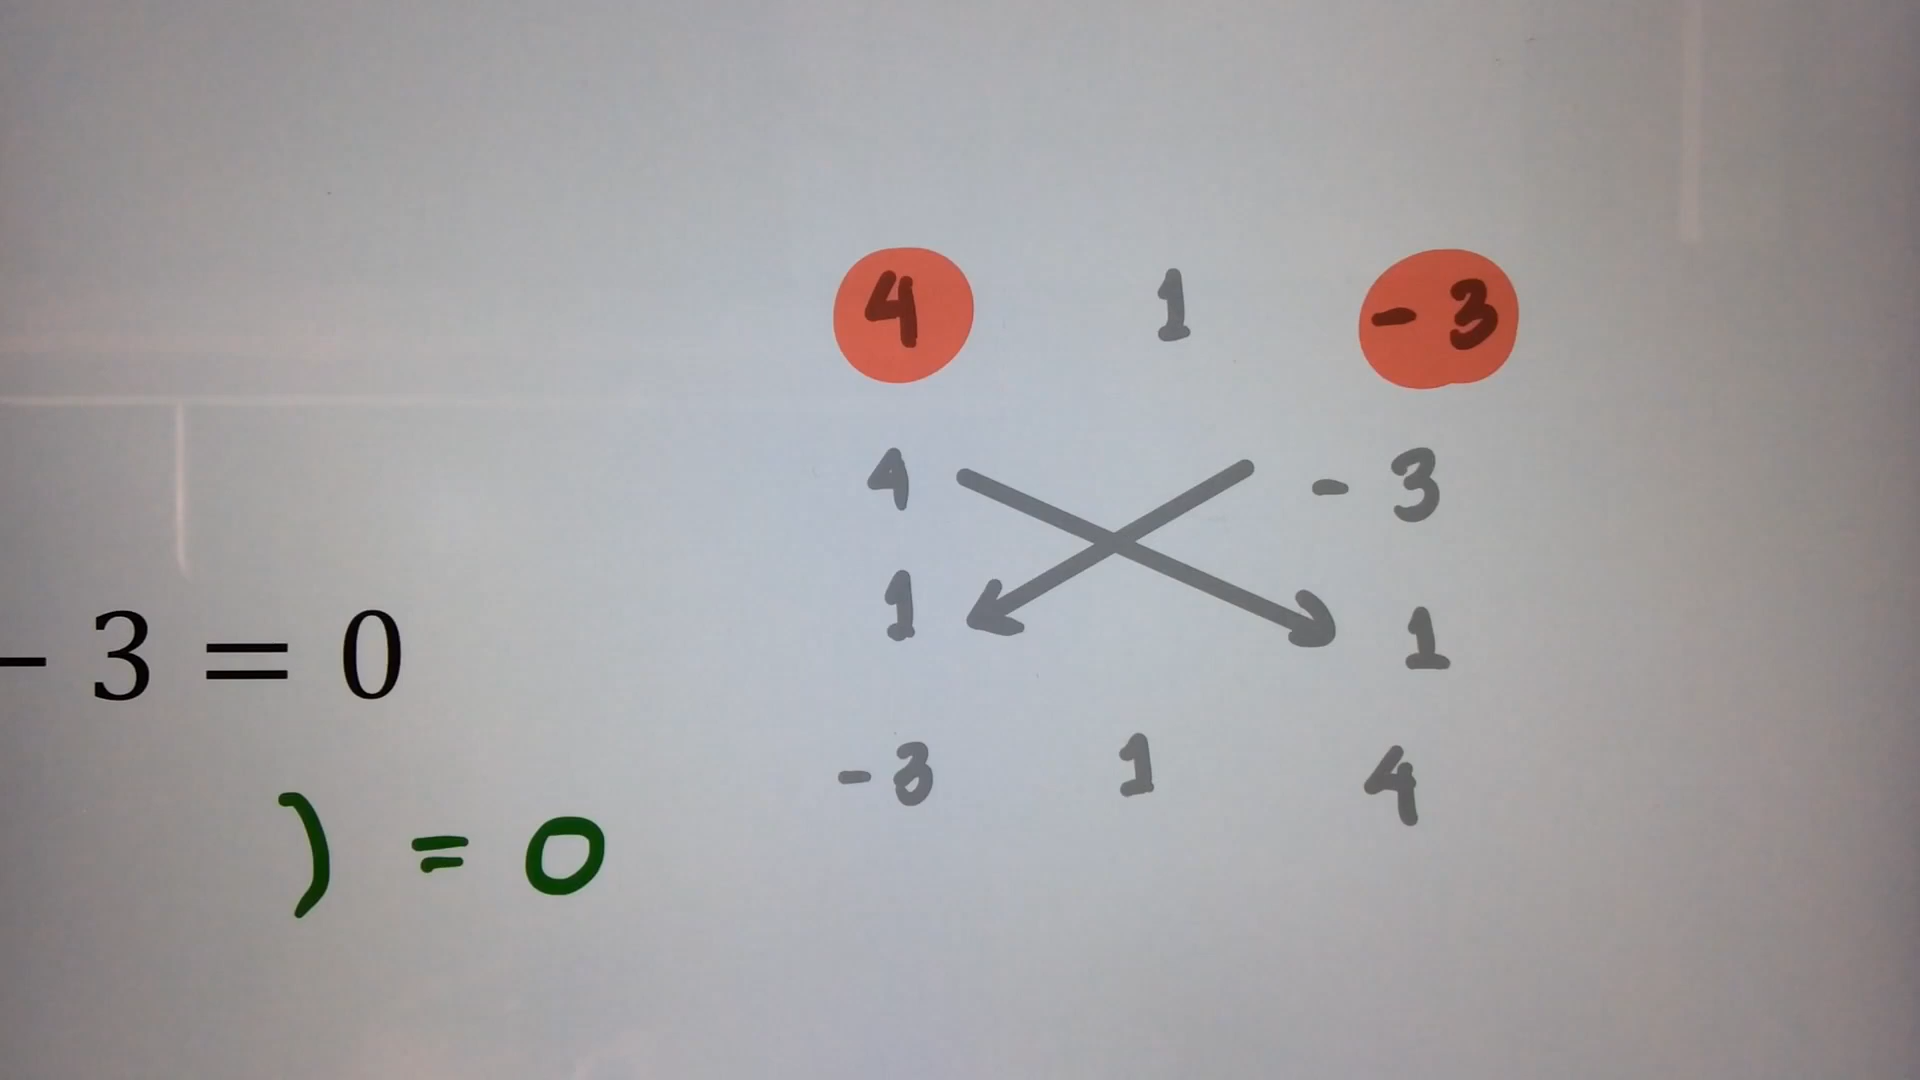 4 1 -3
4 - 3
1 1
- 3 = 0
-3 1 4
) = 0